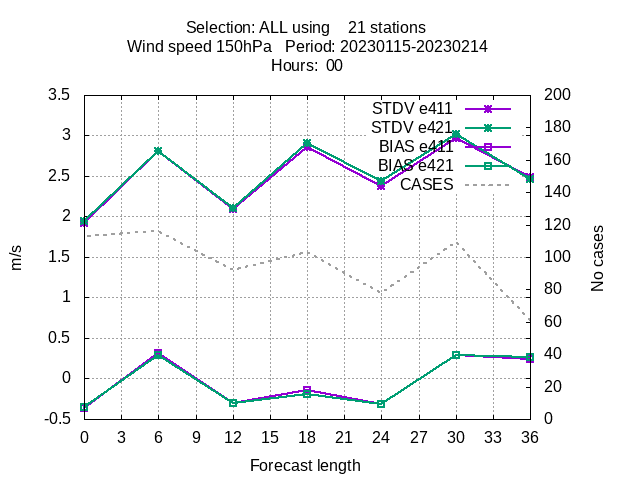 Selection: ALL using    21 stations
Wind speed 150hPa   Period: 20230115-20230214
Hours:  00
3.5
3
2.5
2
1.5
1
0.5
0
-0.5
m/s
200
180
160
140
120
100
80
60
40
20
0
No cases
STDV e411
STDV e421
BIAS e411
BIAS e421
CASES
0 3 6 9 12 15 18 21 24 27 30 33 36
Forecast length